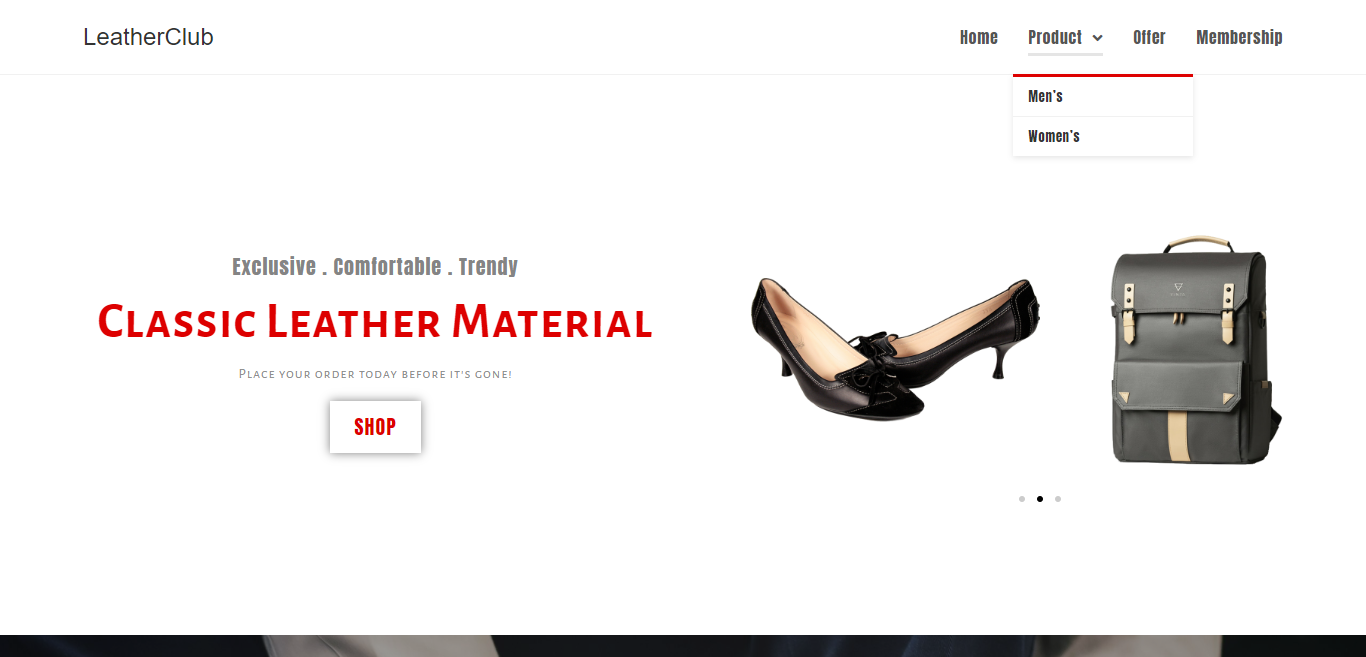 LeatherClub
Home Product Offer Membership
Men's
Women's
Exclusive . Comfortable . Trendy
Classic Leather Material
Place your order today before it's gone!
SHOP